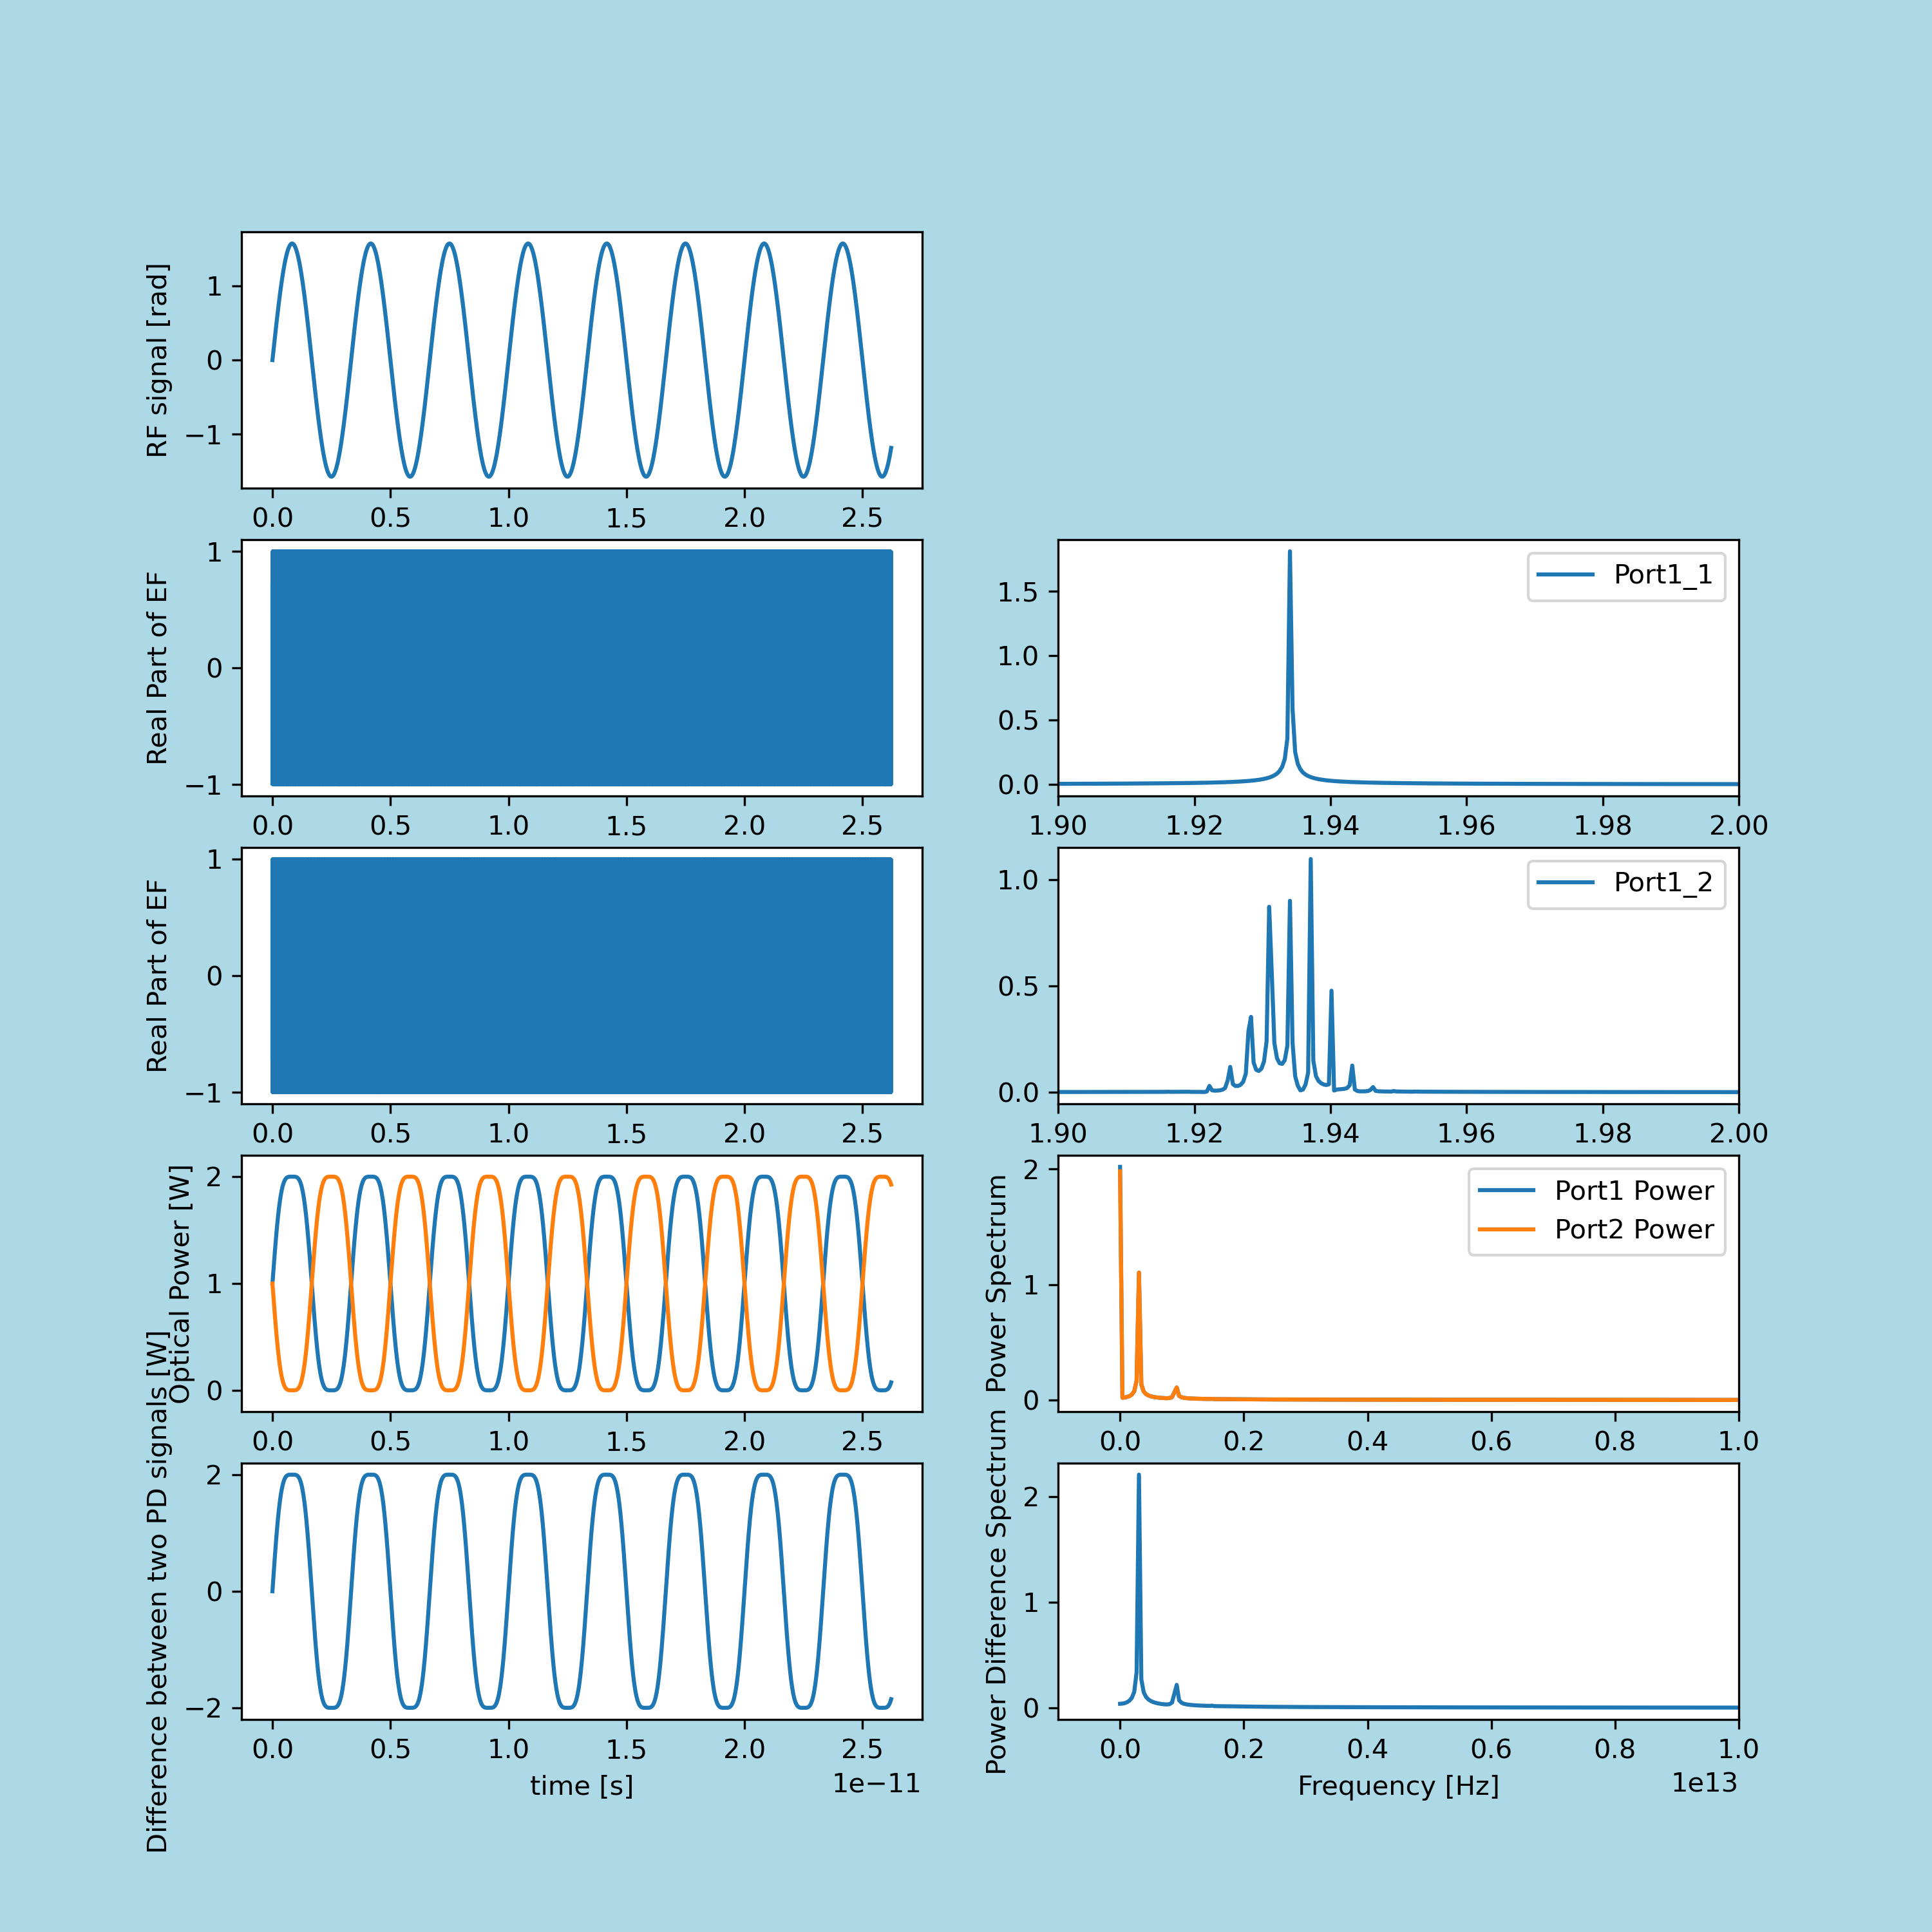 RF signal [rad]
1
0
−1
0.0 0.5 1.0 1.5 2.0 2.5
Real Part of EF
1
0
−1
0.0 0.5 1.0 1.5 2.0 2.5
Port1_1
1.5
1.0
0.5
0.0
1.90 1.92 1.94 1.96 1.98 2.00
Real Part of EF
1
0
−1
0.0 0.5 1.0 1.5 2.0 2.5
Port1_2
1.0
0.5
0.0
1.90 1.92 1.94 1.96 1.98 2.00
Optical Power [W]
2
1
0
0.0 0.5 1.0 1.5 2.0 2.5
Power Spectrum
Port1 Power
Port2 Power
2
1
0
0.0 0.2 0.4 0.6 0.8 1.0
Difference between two PD signals [W]
2
0
−2
0.0 0.5 1.0 1.5 2.0 2.5
time [s]
1e−11
Power Difference Spectrum
2
1
0
0.0 0.2 0.4 0.6 0.8 1.0
Frequency [Hz]
1e13